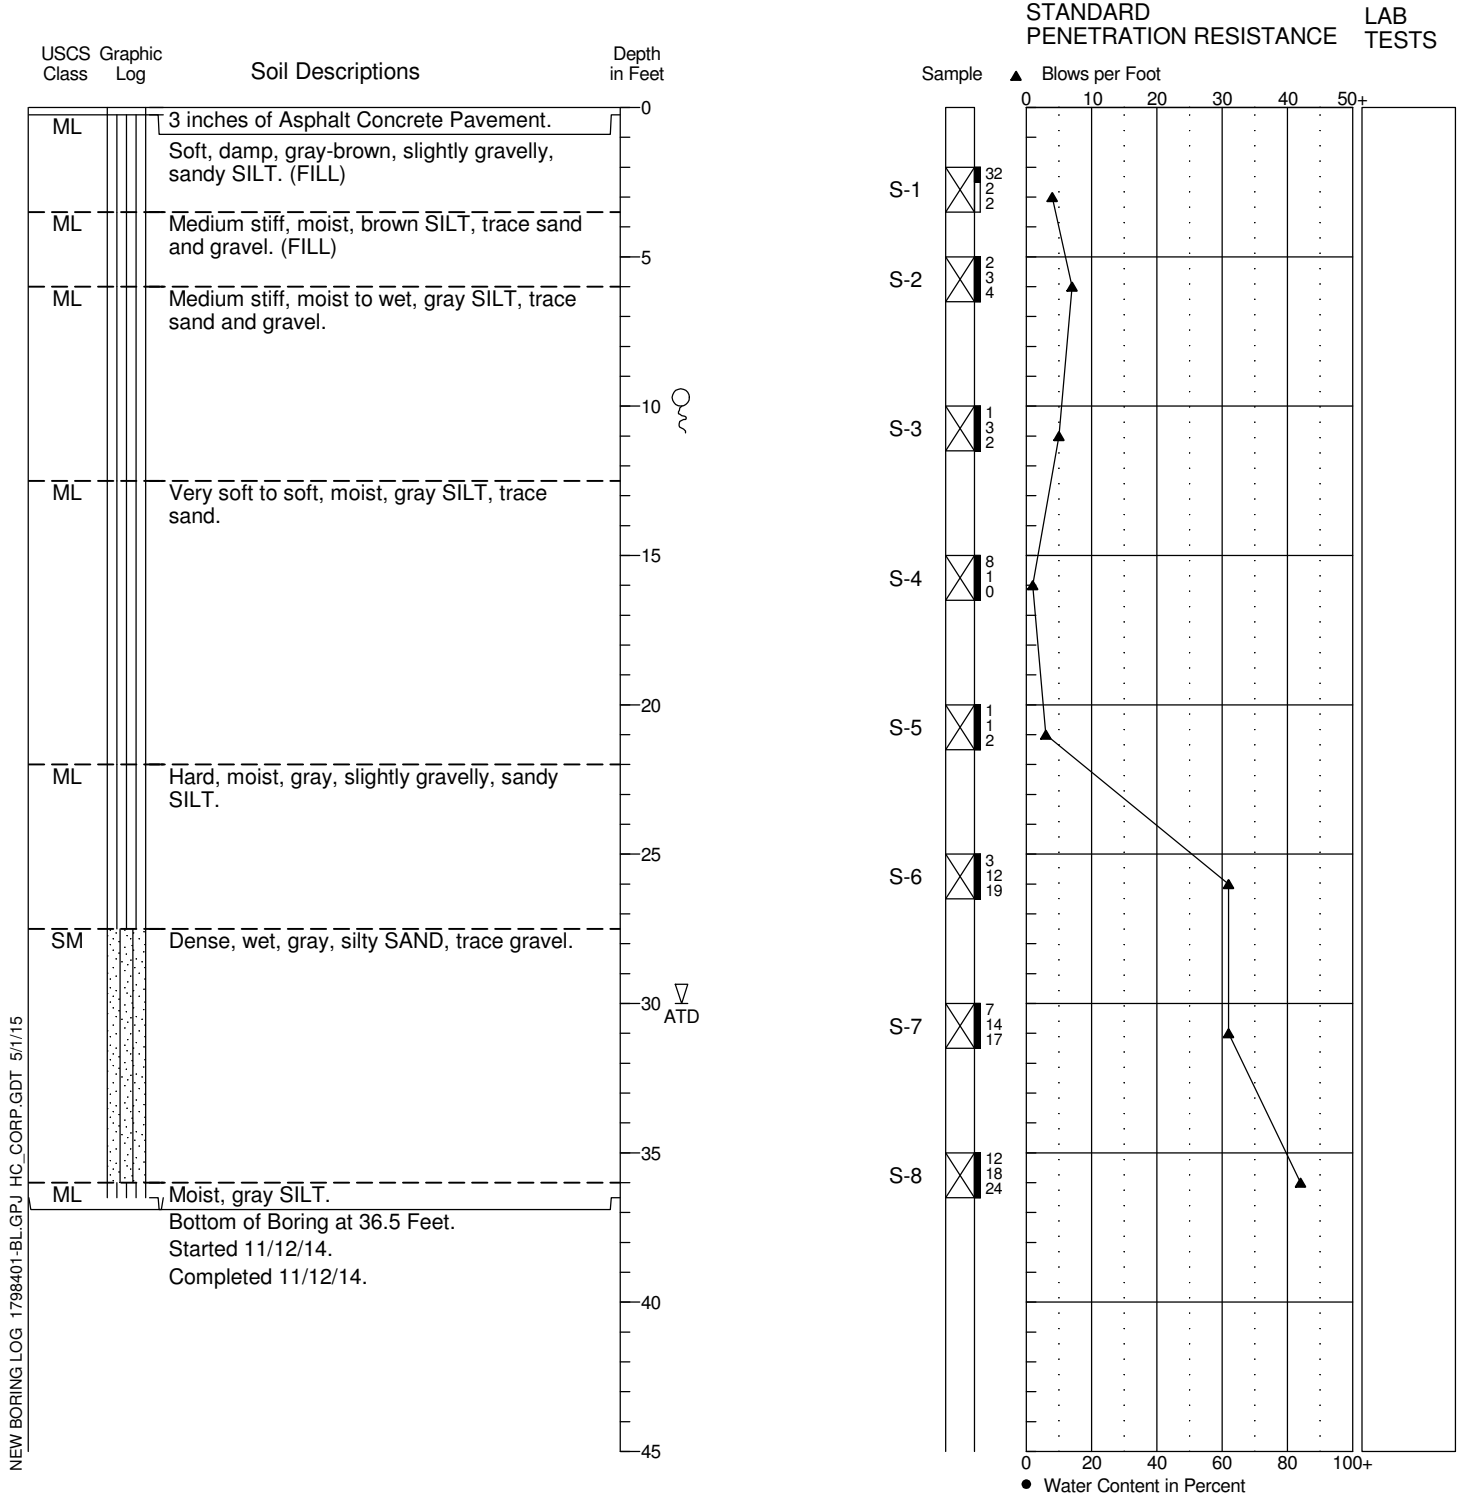 STANDARD
PENETRATION RESISTANCE
LAB
TESTS
USCS Graphic
Class Log
Soil Descriptions
Depth
in Feet
Sample
▲ Blows per Foot
0 10 20 30 40 50+
0
ML
3 inches of Asphalt Concrete Pavement.
Soft, damp, gray-brown, slightly gravelly,
sandy SILT. (FILL)
S-1
32
2
2
ML
Medium stiff, moist, brown SILT, trace sand
and gravel. (FILL)
5
S-2
2
3
4
ML
Medium stiff, moist to wet, gray SILT, trace
sand and gravel.
10
S-3
1
3
2
ML
Very soft to soft, moist, gray SILT, trace
sand.
15
S-4
8
1
0
20
S-5
1
1
2
ML
Hard, moist, gray, slightly gravelly, sandy
SILT.
25
S-6
3
12
19
SM
Dense, wet, gray, silty SAND, trace gravel.
30
ATD
S-7
7
14
17
35
S-8
12
18
24
ML
Moist, gray SILT.
Bottom of Boring at 36.5 Feet.
Started 11/12/14.
Completed 11/12/14.
40
45
0 20 40 60 80 100+
● Water Content in Percent
NEW BORING LOG 1798401-BL.GPJ HC_CORP.GDT 5/1/15